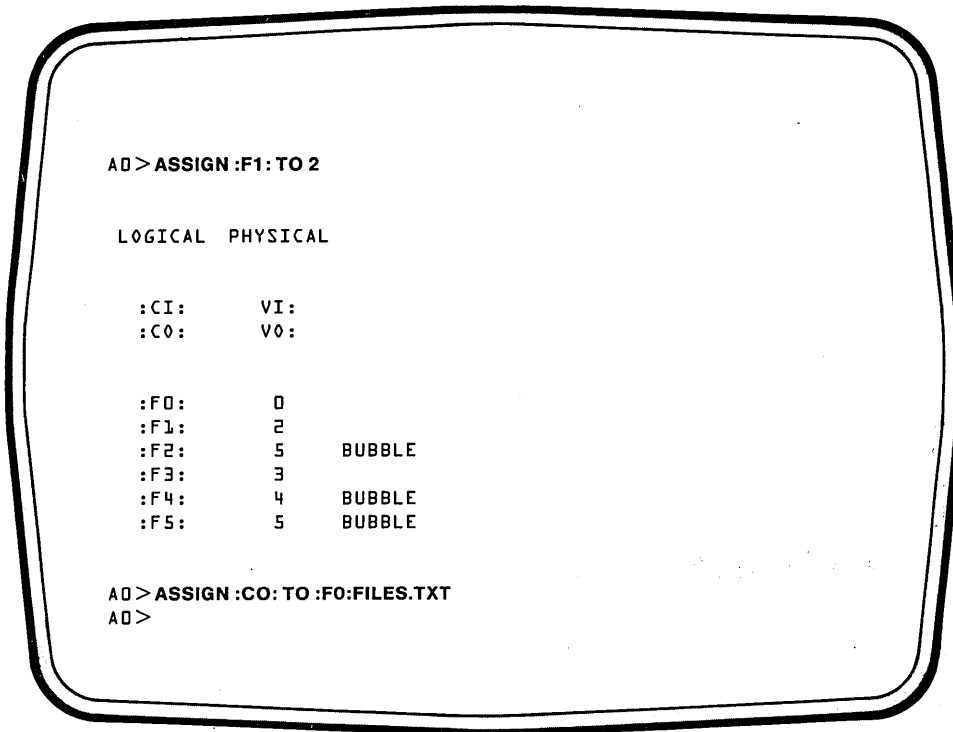 A0>ASSIGN :F1: TO 2
LOGICAL PHYSICAL
:CI: VI:
:CO: VO:
:F0: 0
:F1: 2
:F2: 5 BUBBLE
:F3: 3
:F4: 4 BUBBLE
:F5: 5 BUBBLE
A0>ASSIGN :CO: TO :F0:FILES.TXT
A0>